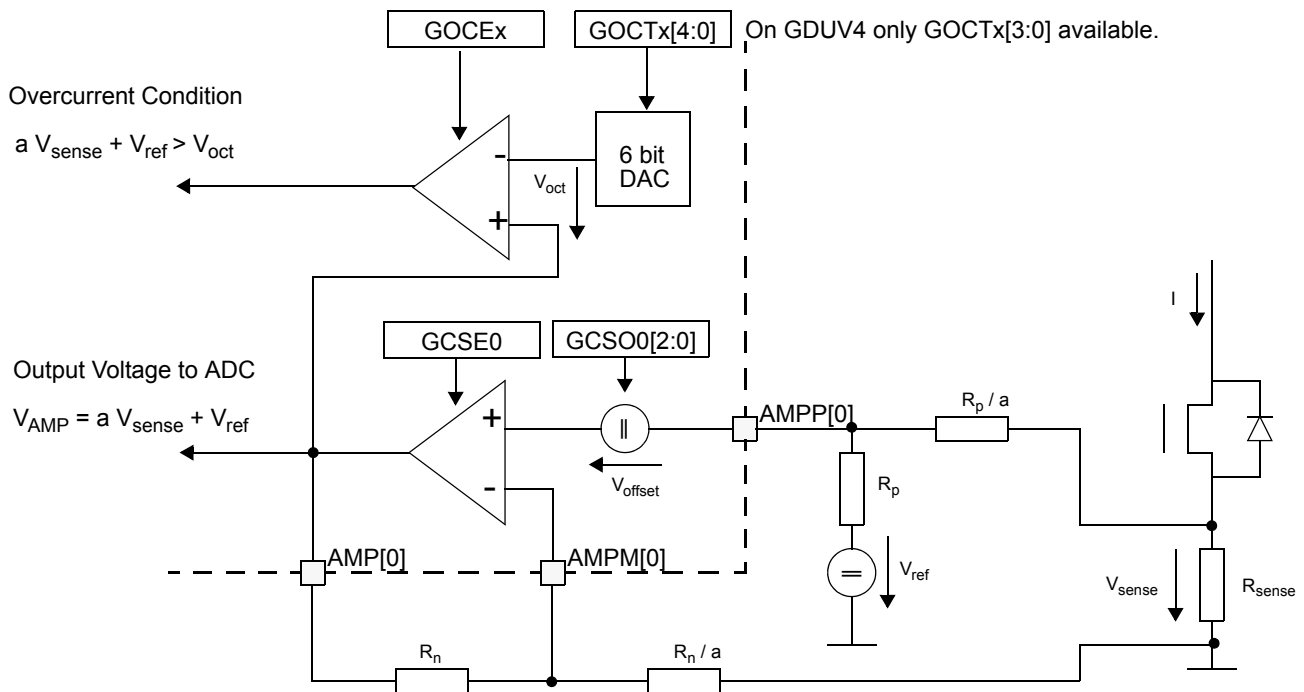 GOCEx
GOCTx[4:0]
On GDUV4 only GOCTx[3:0] available.
Overcurrent Condition
a Vsense + Vref > Voct
-
6 bit
DAC
Voct
+
I
GCSE0
GCSO0[2:0]
Output Voltage to ADC
VAMP = a Vsense + Vref
+
=
AMPP[0]
Rp / a
Voffset
-
Rp
AMP[0]
AMPM[0]
=
Vref
Vsense
Rsense
Rn
Rn / a